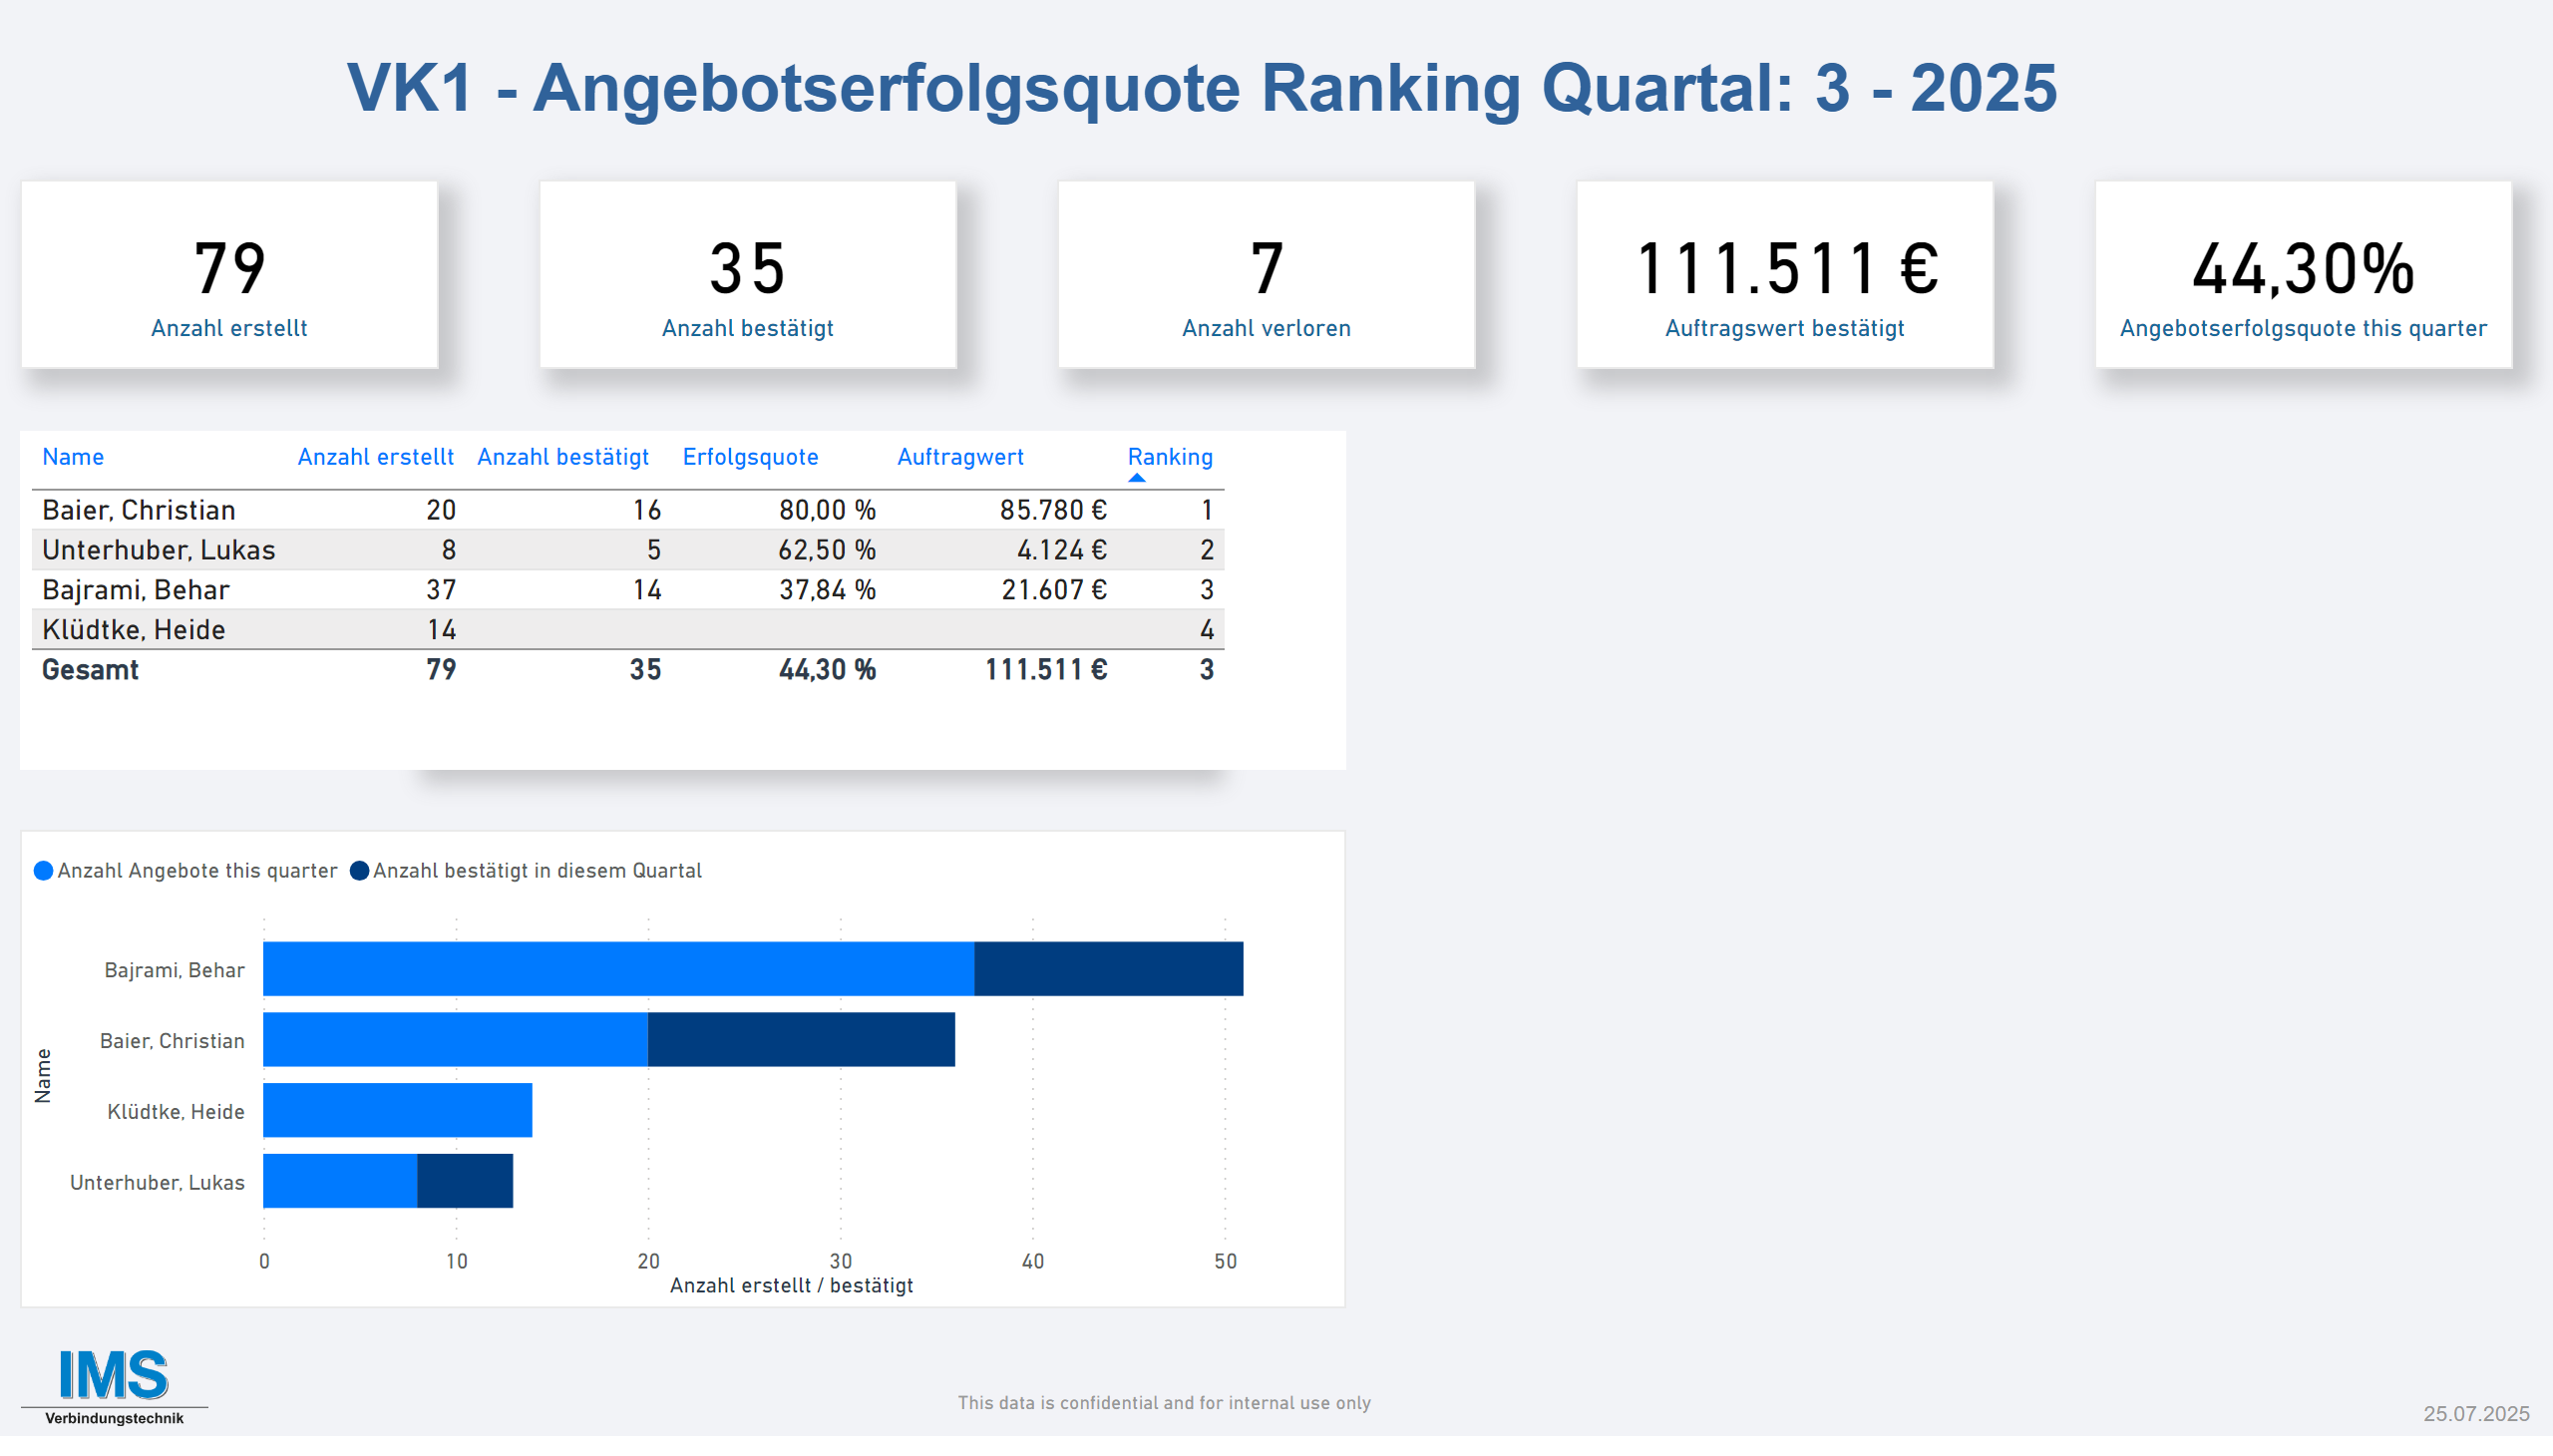 VK1 - Angebotserfolgsquote Ranking Quartal: 3 - 2025
79
Anzahl erstellt
35
Anzahl bestätigt
7
Anzahl verloren
111.511 €
Auftragswert bestätigt
44,30%
Angebotserfolgsquote this quarter
Name Anzahl erstellt Anzahl bestätigt Erfolgsquote Auftragwert Ranking
Baier, Christian 20 16 80,00 % 85.780 € 1
Unterhuber, Lukas 8 5 62,50 % 4.124 € 2
Bajrami, Behar 37 14 37,84 % 21.607 € 3
Klüdtke, Heide 14 4
Gesamt 79 35 44,30 % 111.511 € 3
Anzahl Angebote this quarter Anzahl bestätigt in diesem Quartal
Name
Bajrami, Behar
Baier, Christian
Klüdtke, Heide
Unterhuber, Lukas
0 10 20 30 40 50
Anzahl erstellt / bestätigt
IMS
Verbindungstechnik
This data is confidential and for internal use only
25.07.2025